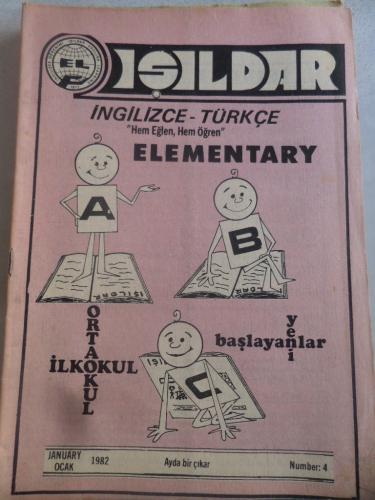 EL
IŞILDAR
İNGİLİZCE - TÜRKÇE
"Hem Eğlen, Hem Öğren"
ELEMENTARY
A
B
IŞILDAR
ORTAOKUL
İLKOKUL
yeni
başlayanlar
C
JANUARY
OCAK
1982
Ayda bir çıkar
Number: 4